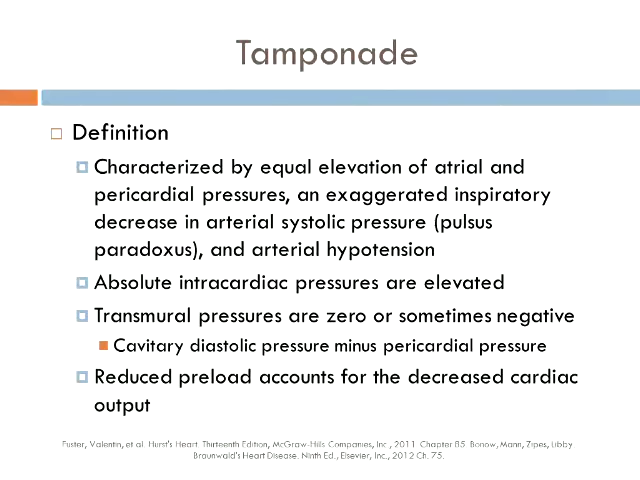 Tamponade
Definition
Characterized by equal elevation of atrial and
pericardial pressures, an exaggerated inspiratory
decrease in arterial systolic pressure (pulsus
paradoxus), and arterial hypotension
Absolute intracardiac pressures are elevated
Transmural pressures are zero or sometimes negative
Cavitary diastolic pressure minus pericardial pressure
Reduced preload accounts for the decreased cardiac
output
Fuster, Valentin, et al. Hurst's Heart. Thirteenth Edition, McGraw-Hills Companies, Inc., 2011. Chapter 85. Bonow, Mann, Zipes, Libby.
Braunwald's Heart Disease. Ninth Ed., Elsevier, Inc., 2012 Ch. 75.